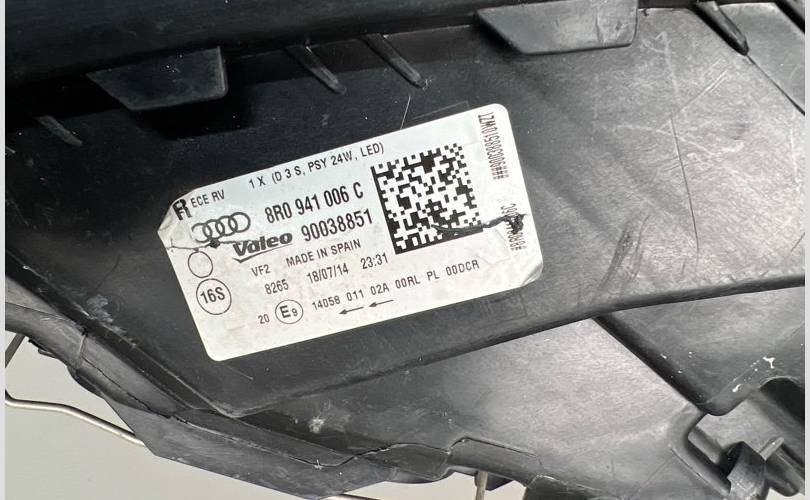 R ECE RV 1 X (D3S, PSY 24W, LED)
8R0 941 006 C
Valeo 90038851
VF2 MADE IN SPAIN
8265 18/07/14 23:31
16S
20 E9 14058 011 02A 00RL PL 00DCR